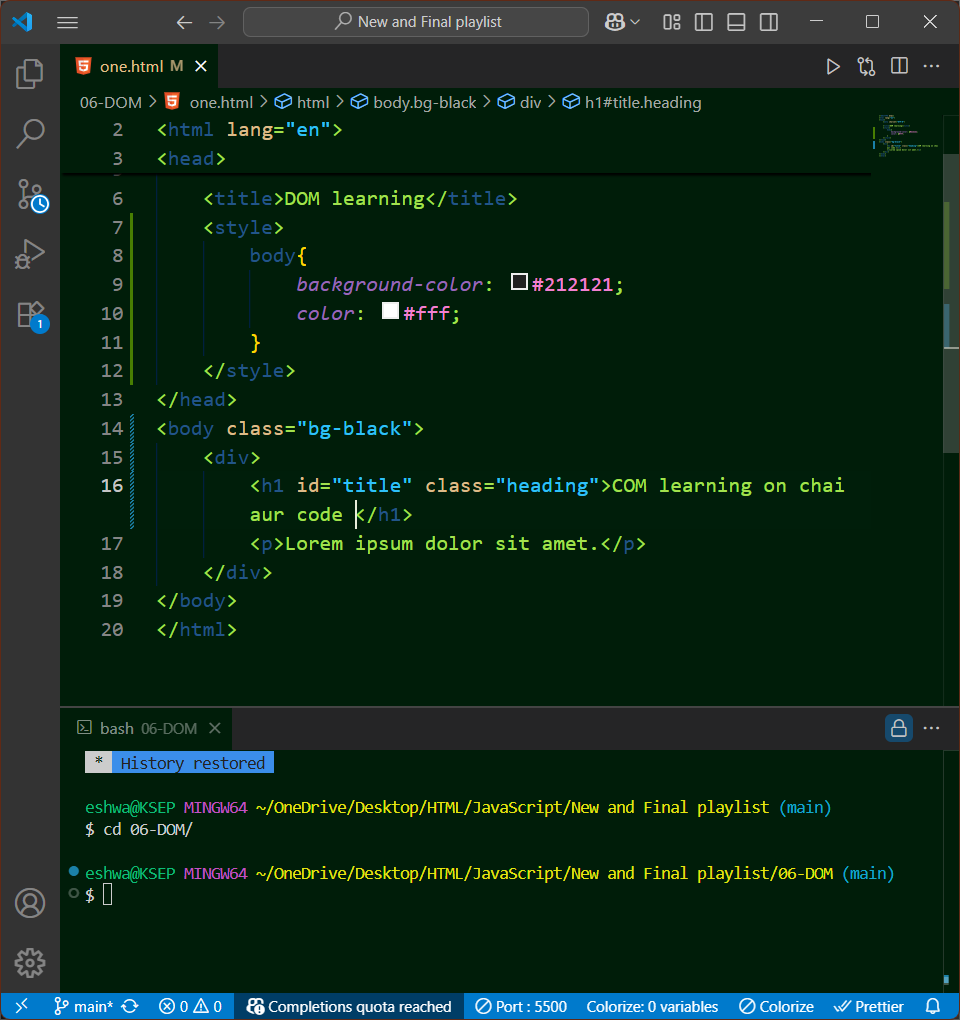 New and Final playlist
one.html M
06-DOM > one.html > html > body.bg-black > div > h1#title.heading
2 <html lang="en">
3 <head>
6 <title>DOM learning</title>
7 <style>
8 body{
9 background-color: #212121;
10 color: #fff;
11 }
12 </style>
13 </head>
14 <body class="bg-black">
15 <div>
16 <h1 id="title" class="heading">COM learning on chai
aur code </h1>
17 <p>Lorem ipsum dolor sit amet.</p>
18 </div>
19 </body>
20 </html>
1
bash 06-DOM
* History restored
eshwa@KSEP MINGW64 ~/OneDrive/Desktop/HTML/JavaScript/New and Final playlist (main)
$ cd 06-DOM/
eshwa@KSEP MINGW64 ~/OneDrive/Desktop/HTML/JavaScript/New and Final playlist/06-DOM (main)
$
main* 0 0 Completions quota reached Port : 5500 Colorize: 0 variables Colorize Prettier